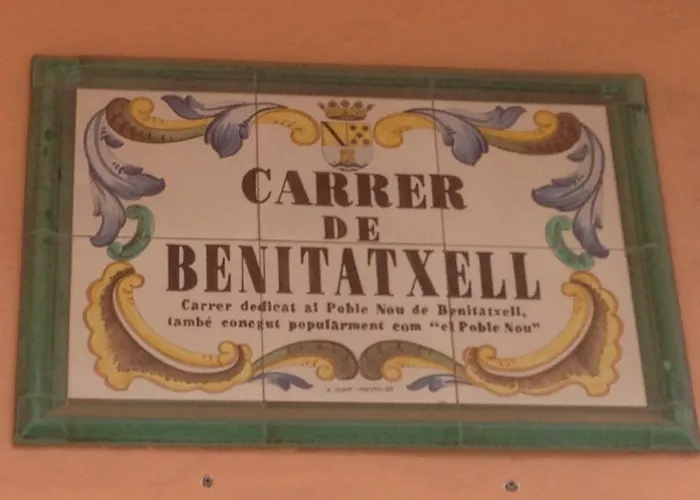 CARRER
DE
BENITATXELL
Carrer dedicat al Poble Nou de Benitatxell,
també conegut popularment com "el Poble Nou"